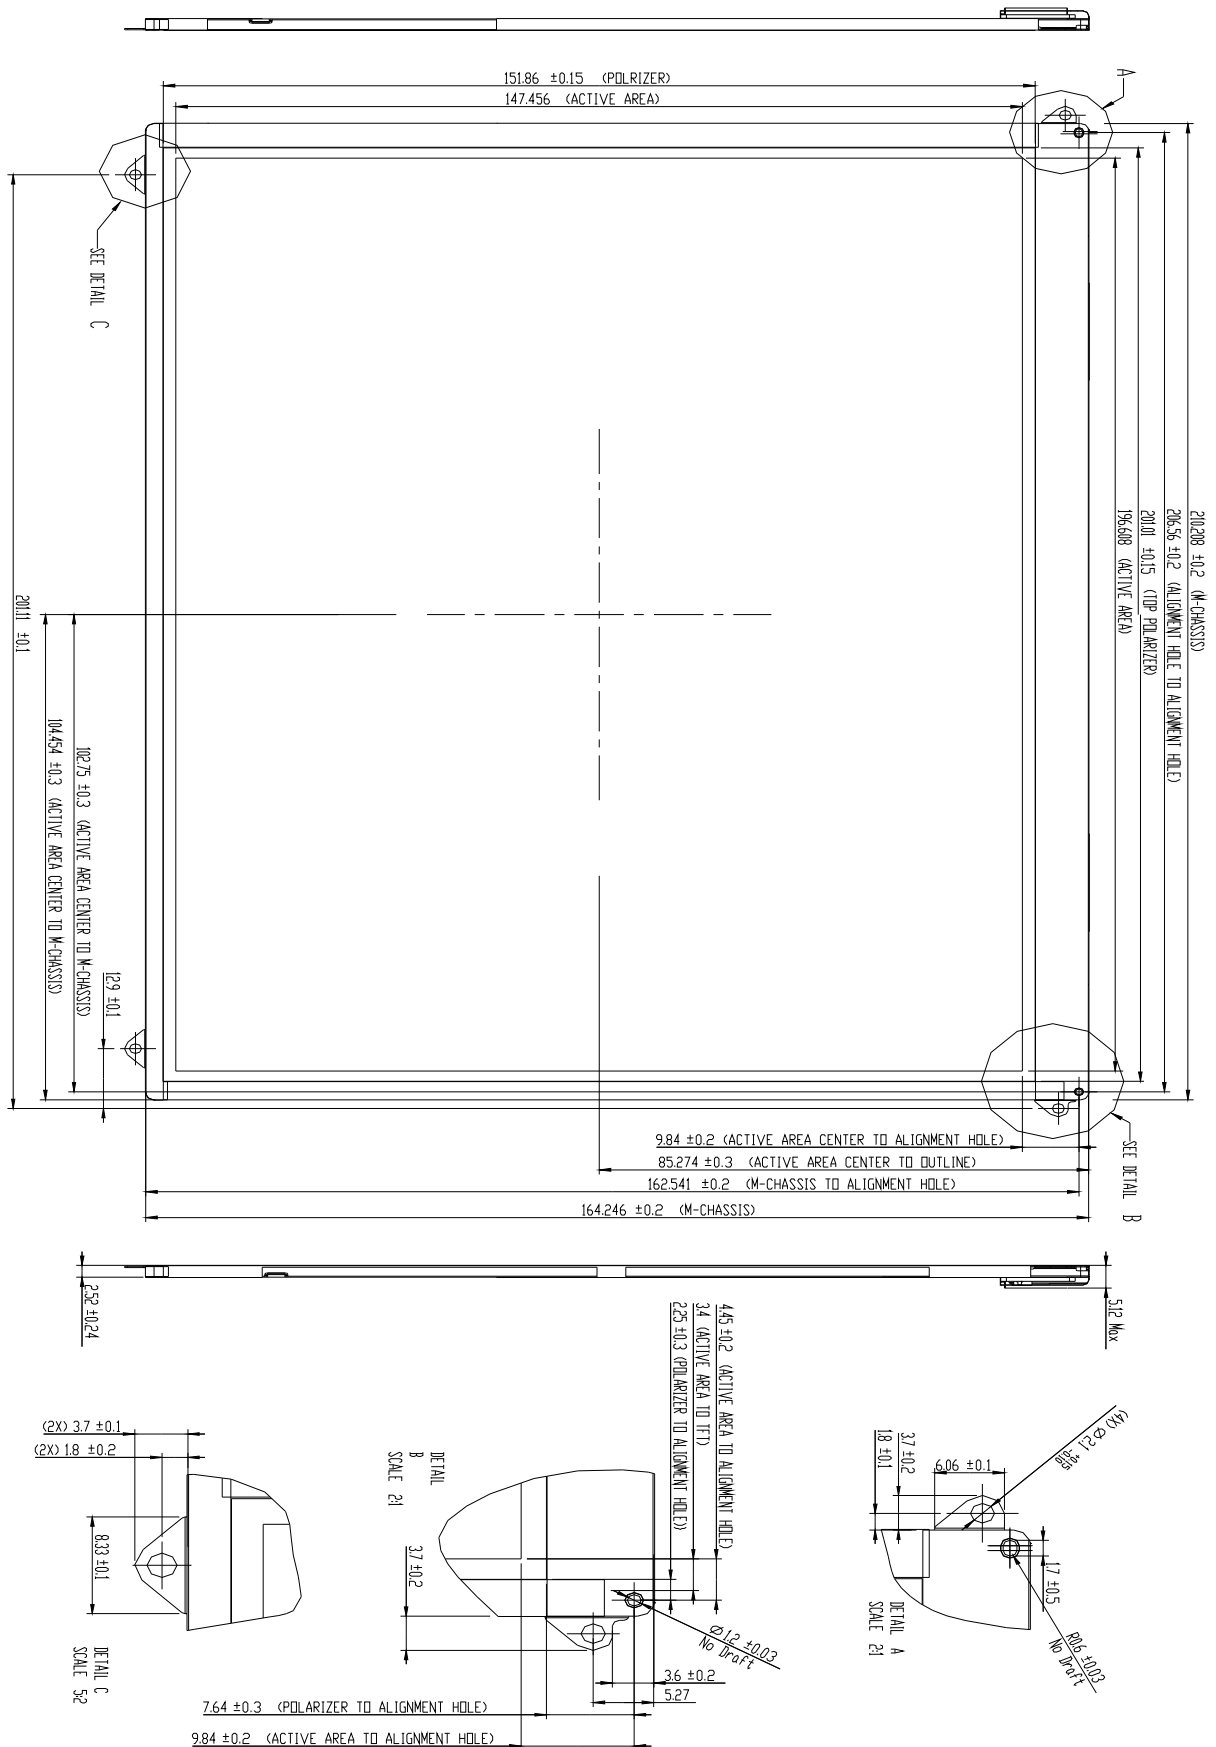 151.86 ±0.15 (POLRIZER)
147.456 (ACTIVE AREA)
A
210.208 ±0.2 (M-CHASSIS)
206.56 ±0.2 (ALIGNMENT HOLE TO ALIGNMENT HOLE)
201.01 ±0.15 (TOP POLARIZER)
196.608 (ACTIVE AREA)
SEE DETAIL C
201.11 ±0.1
104.454 ±0.3 (ACTIVE AREA CENTER TO M-CHASSIS)
102.75 ±0.3 (ACTIVE AREA CENTER TO M-CHASSIS)
12.9 ±0.1
SEE DETAIL B
9.84 ±0.2 (ACTIVE AREA CENTER TO ALIGNMENT HOLE)
85.274 ±0.3 (ACTIVE AREA CENTER TO OUTLINE)
162.541 ±0.2 (M-CHASSIS TO ALIGNMENT HOLE)
164.246 ±0.2 (M-CHASSIS)
2.52 ±0.24
5.12 Max
4.45 ±0.2 (ACTIVE AREA TO ALIGNMENT HOLE)
3.4 (ACTIVE AREA TO TFT)
2.25 ±0.3 (POLARIZER TO ALIGNMENT HOLE))
(4X) Ø2.1 +0.15 -0.10
3.7 ±0.2
1.8 ±0.1
6.06 ±0.1
1.7 ±0.5
R0.6 ±0.03
No Draft
DETAIL A
SCALE 2:1
(2X) 3.7 ±0.1
(2X) 1.8 ±0.2
8.33 ±0.1
DETAIL C
SCALE 5:2
DETAIL
B
SCALE 2:1
3.7 ±0.2
Ø1.2 ±0.03
No Draft
3.6 ±0.2
5.27
7.64 ±0.3 (POLARIZER TO ALIGNMENT HOLE)
9.84 ±0.2 (ACTIVE AREA TO ALIGNMENT HOLE)